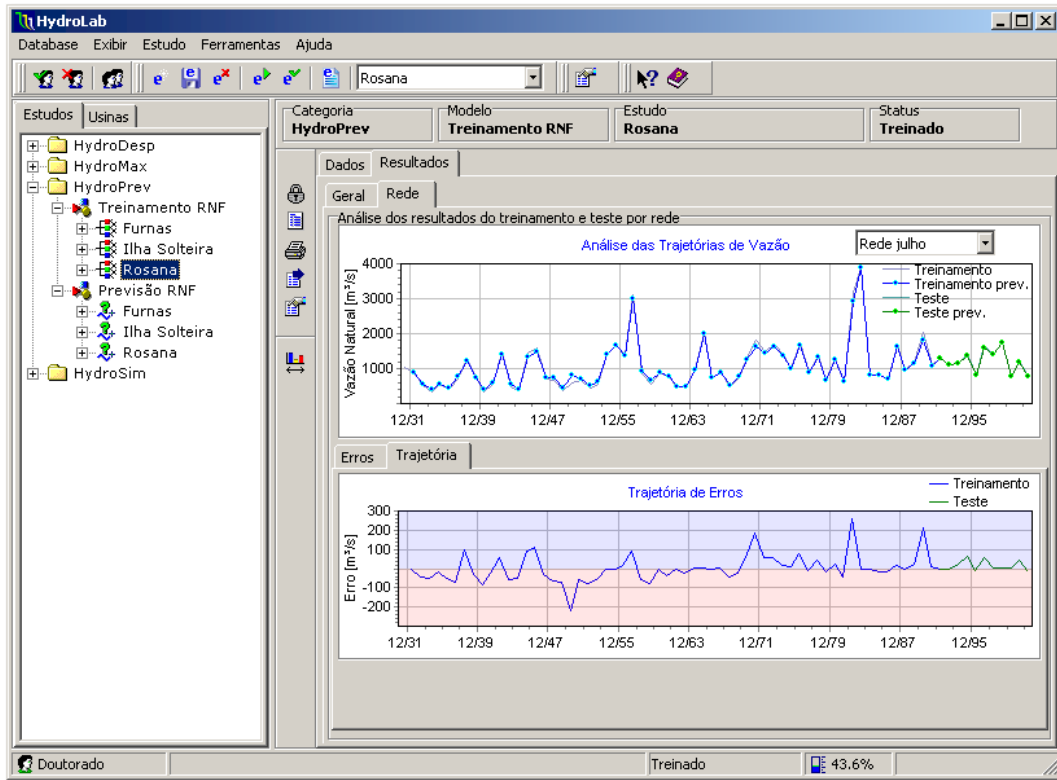 HydroLab
Database Exibir Estudo Ferramentas Ajuda
Rosana
Estudos Usinas
HydroDesp
HydroMax
HydroPrev
Treinamento RNF
Furnas
Ilha Solteira
Rosana
Previsão RNF
Furnas
Ilha Solteira
Rosana
HydroSim
Categoria Modelo Estudo Status
HydroPrev Treinamento RNF Rosana Treinado
Dados Resultados
Geral Rede
Análise dos resultados do treinamento e teste por rede
Análise das Trajetórias de Vazão
Rede julho
Treinamento
Treinamento prev.
Teste
Teste prev.
Vazão Natural [m³/s]
4000
3000
2000
1000
12/31 12/39 12/47 12/55 12/63 12/71 12/79 12/87 12/95
Erros Trajetória
Trajetória de Erros
Treinamento
Teste
Erro [m³/s]
300
200
100
-100
-200
12/31 12/39 12/47 12/55 12/63 12/71 12/79 12/87 12/95
Doutorado Treinado 43.6%